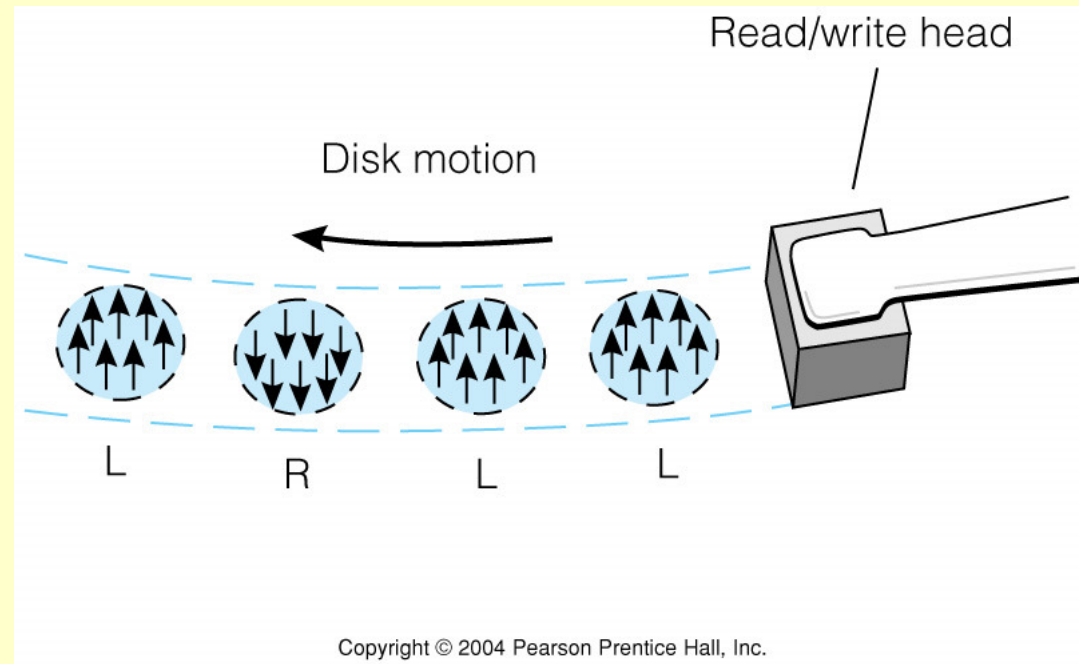 Read/write head
Disk motion
L
R
L
L
Copyright © 2004 Pearson Prentice Hall, Inc.